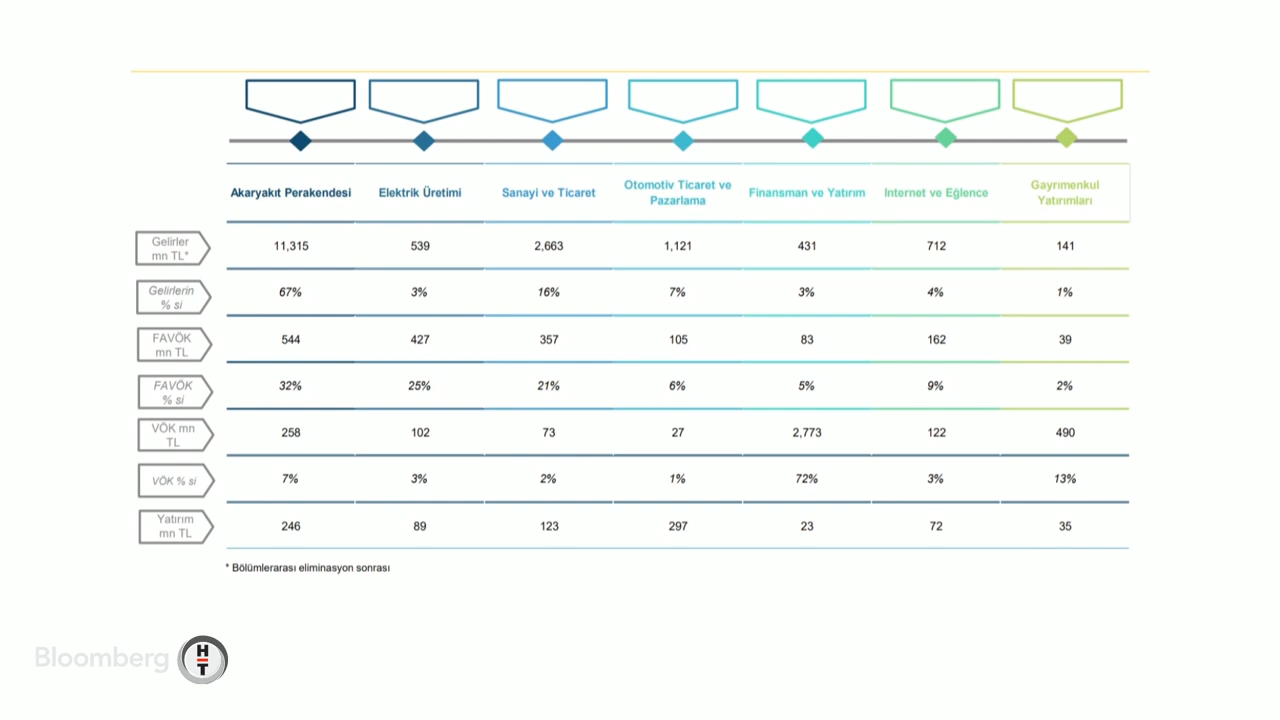 Akaryakıt Perakendesi Elektrik Üretimi Sanayi ve Ticaret Otomotiv Ticaret ve Pazarlama Finansman ve Yatırım Internet ve Eğlence Gayrımenkul Yatırımları
Gelirler mn TL* 11,315 539 2,663 1,121 431 712 141
Gelirlerin % si 67% 3% 16% 7% 3% 4% 1%
FAVÖK mn TL 544 427 357 105 83 162 39
FAVÖK % si 32% 25% 21% 6% 5% 9% 2%
VÖK mn TL 258 102 73 27 2,773 122 490
VÖK % si 7% 3% 2% 1% 72% 3% 13%
Yatırım mn TL 246 89 123 297 23 72 35
* Bölümlerarası eliminasyon sonrası
Bloomberg HT